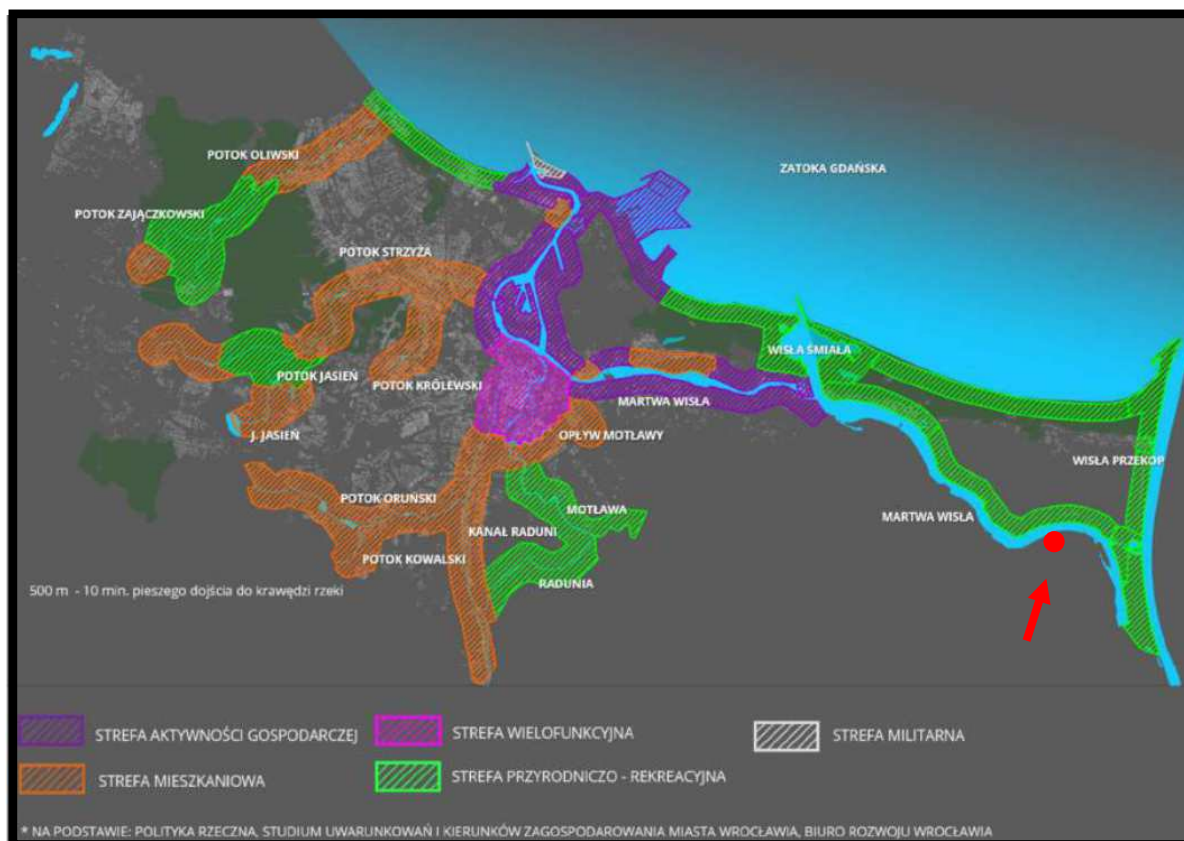 POTOK OLIWSKI
ZATOKA GDAŃSKA
POTOK ZAJĄCZKOWSKI
POTOK STRZYŻA
WISŁA ŚMIAŁA
POTOK JASIEŃ
POTOK KRÓLEWSKI
MARTWA WISŁA
J. JASIEŃ
OPŁYW MOTŁAWY
WISŁA PRZEKOP
POTOK ORUŃSKI
MOTŁAWA
MARTWA WISŁA
KANAŁ RADUNI
POTOK KOWALSKI
RADUNIA
500 m - 10 min. pieszego dojścia do krawędzi rzeki
STREFA AKTYWNOŚCI GOSPODARCZEJ
STREFA WIELOFUNKCYJNA
STREFA MILITARNA
STREFA MIESZKANIOWA
STREFA PRZYRODNICZO - REKREACYJNA
* NA PODSTAWIE: POLITYKA RZECZNA, STUDIUM UWARUNKOWAŃ I KIERUNKÓW ZAGOSPODAROWANIA MIASTA WROCŁAWIA, BIURO ROZWOJU WROCŁAWIA